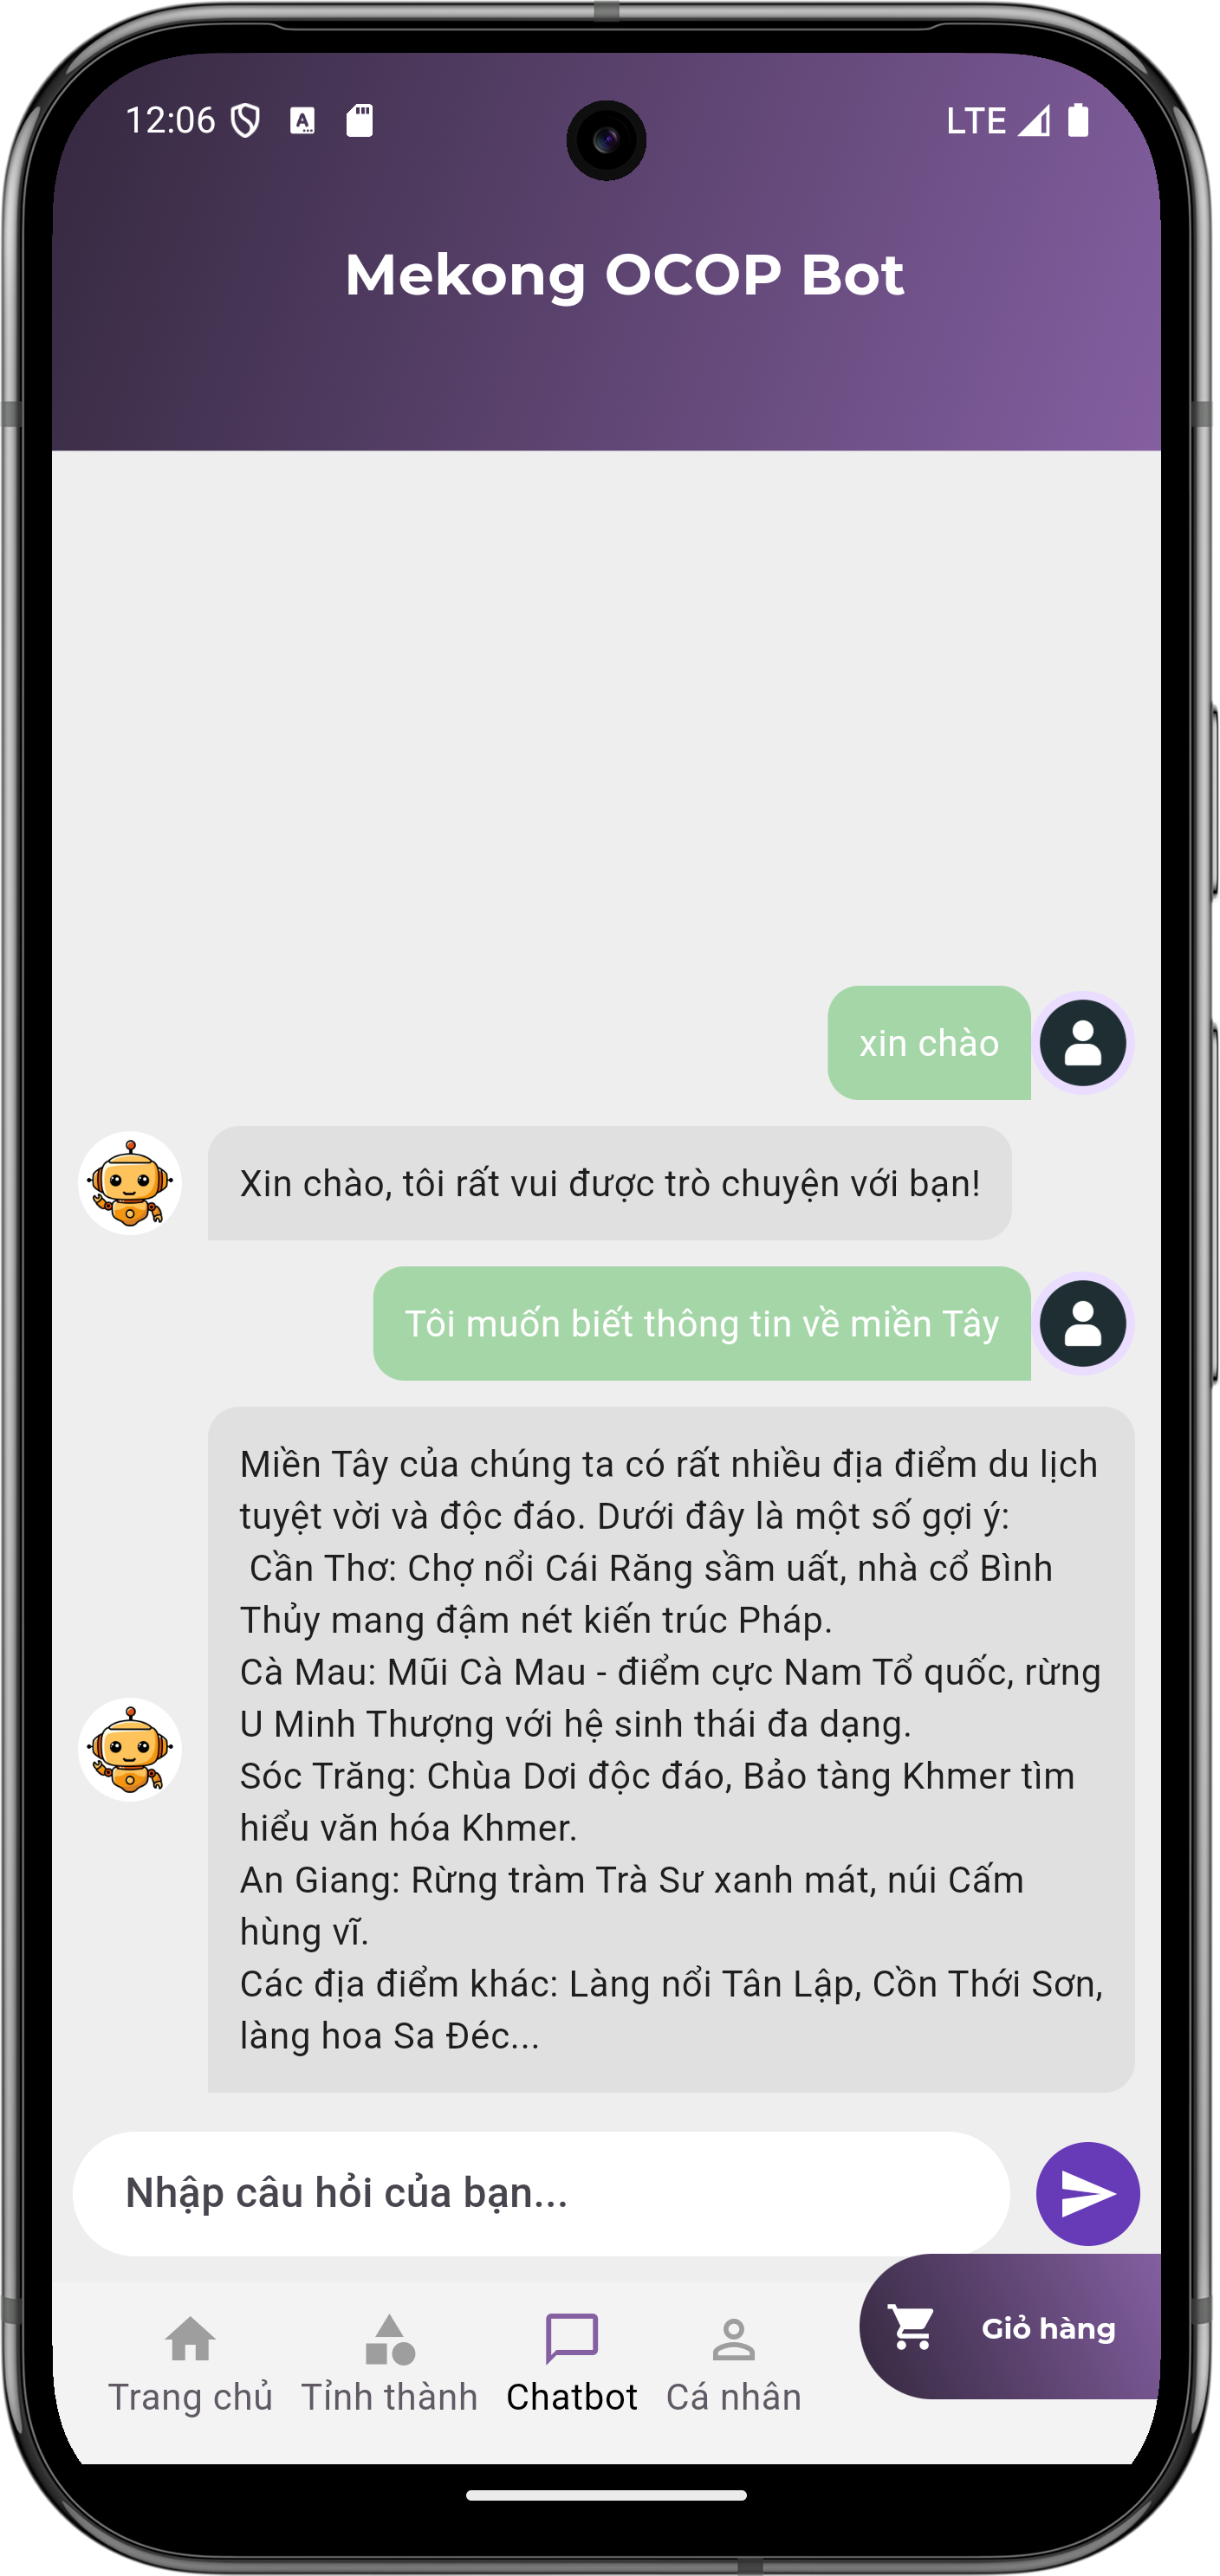 12:06
LTE
Mekong OCOP Bot
xin chào
Xin chào, tôi rất vui được trò chuyện với bạn!
Tôi muốn biết thông tin về miền Tây
Miền Tây của chúng ta có rất nhiều địa điểm du lịch
tuyệt vời và độc đáo. Dưới đây là một số gợi ý:
Cần Thơ: Chợ nổi Cái Răng sầm uất, nhà cổ Bình
Thủy mang đậm nét kiến trúc Pháp.
Cà Mau: Mũi Cà Mau - điểm cực Nam Tổ quốc, rừng
U Minh Thượng với hệ sinh thái đa dạng.
Sóc Trăng: Chùa Dơi độc đáo, Bảo tàng Khmer tìm
hiểu văn hóa Khmer.
An Giang: Rừng tràm Trà Sư xanh mát, núi Cấm
hùng vĩ.
Các địa điểm khác: Làng nổi Tân Lập, Cồn Thới Sơn,
làng hoa Sa Đéc...
Nhập câu hỏi của bạn...
Giỏ hàng
Trang chủ
Tỉnh thành
Chatbot
Cá nhân